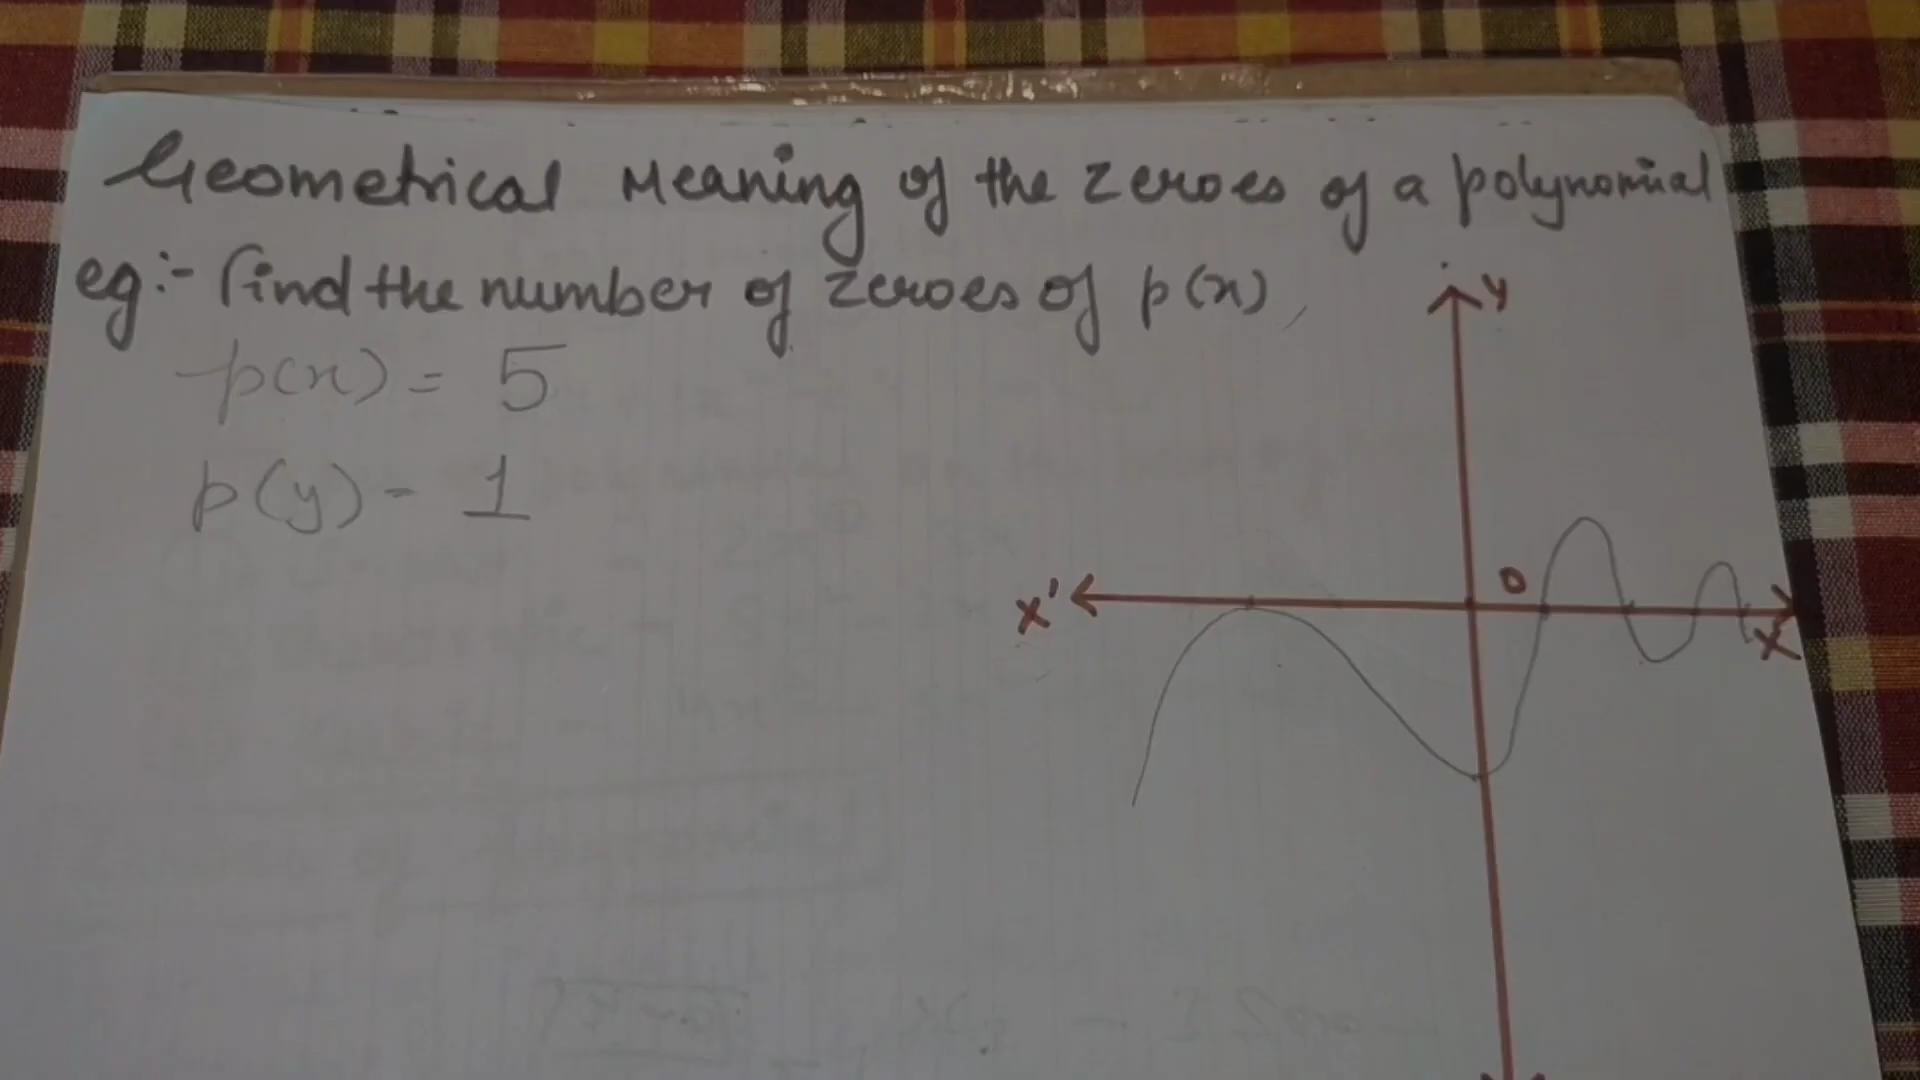 Geometrical Meaning of the zeroes of a polynomial
eg:- find the number of zeroes of p(x),
p(x) = 5
p(y) - 1
y
X'
O
X